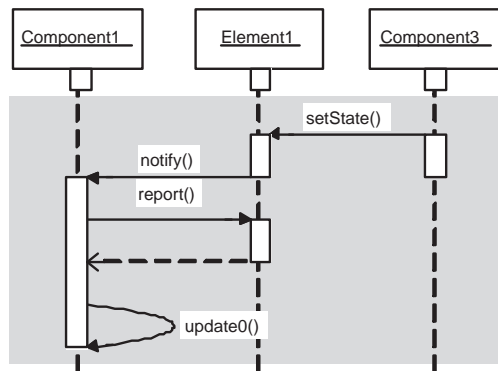 Component1
Element1
Component3
setState()
notify()
report()
update0()